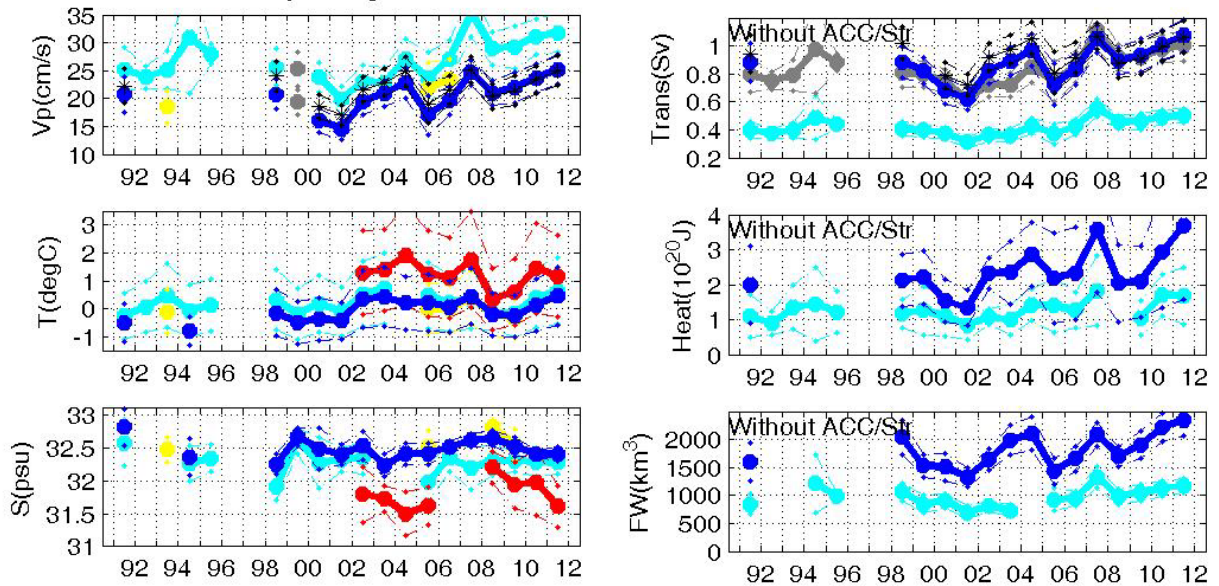 Vp(cm/s)
35
30
25
20
15
10
92 94 96 98 00 02 04 06 08 10 12
Without ACC/Str
Trans(Sv)
1
0.8
0.6
0.4
0.2
92 94 96 98 00 02 04 06 08 10 12
T(degC)
3
2
1
0
-1
92 94 96 98 00 02 04 06 08 10 12
Without ACC/Str
Heat(10²⁰J)
4
3
2
1
0
92 94 96 98 00 02 04 06 08 10 12
S(psu)
33
32.5
32
31.5
31
92 94 96 98 00 02 04 06 08 10 12
Without ACC/Str
FW(km³)
2000
1500
1000
500
0
92 94 96 98 00 02 04 06 08 10 12